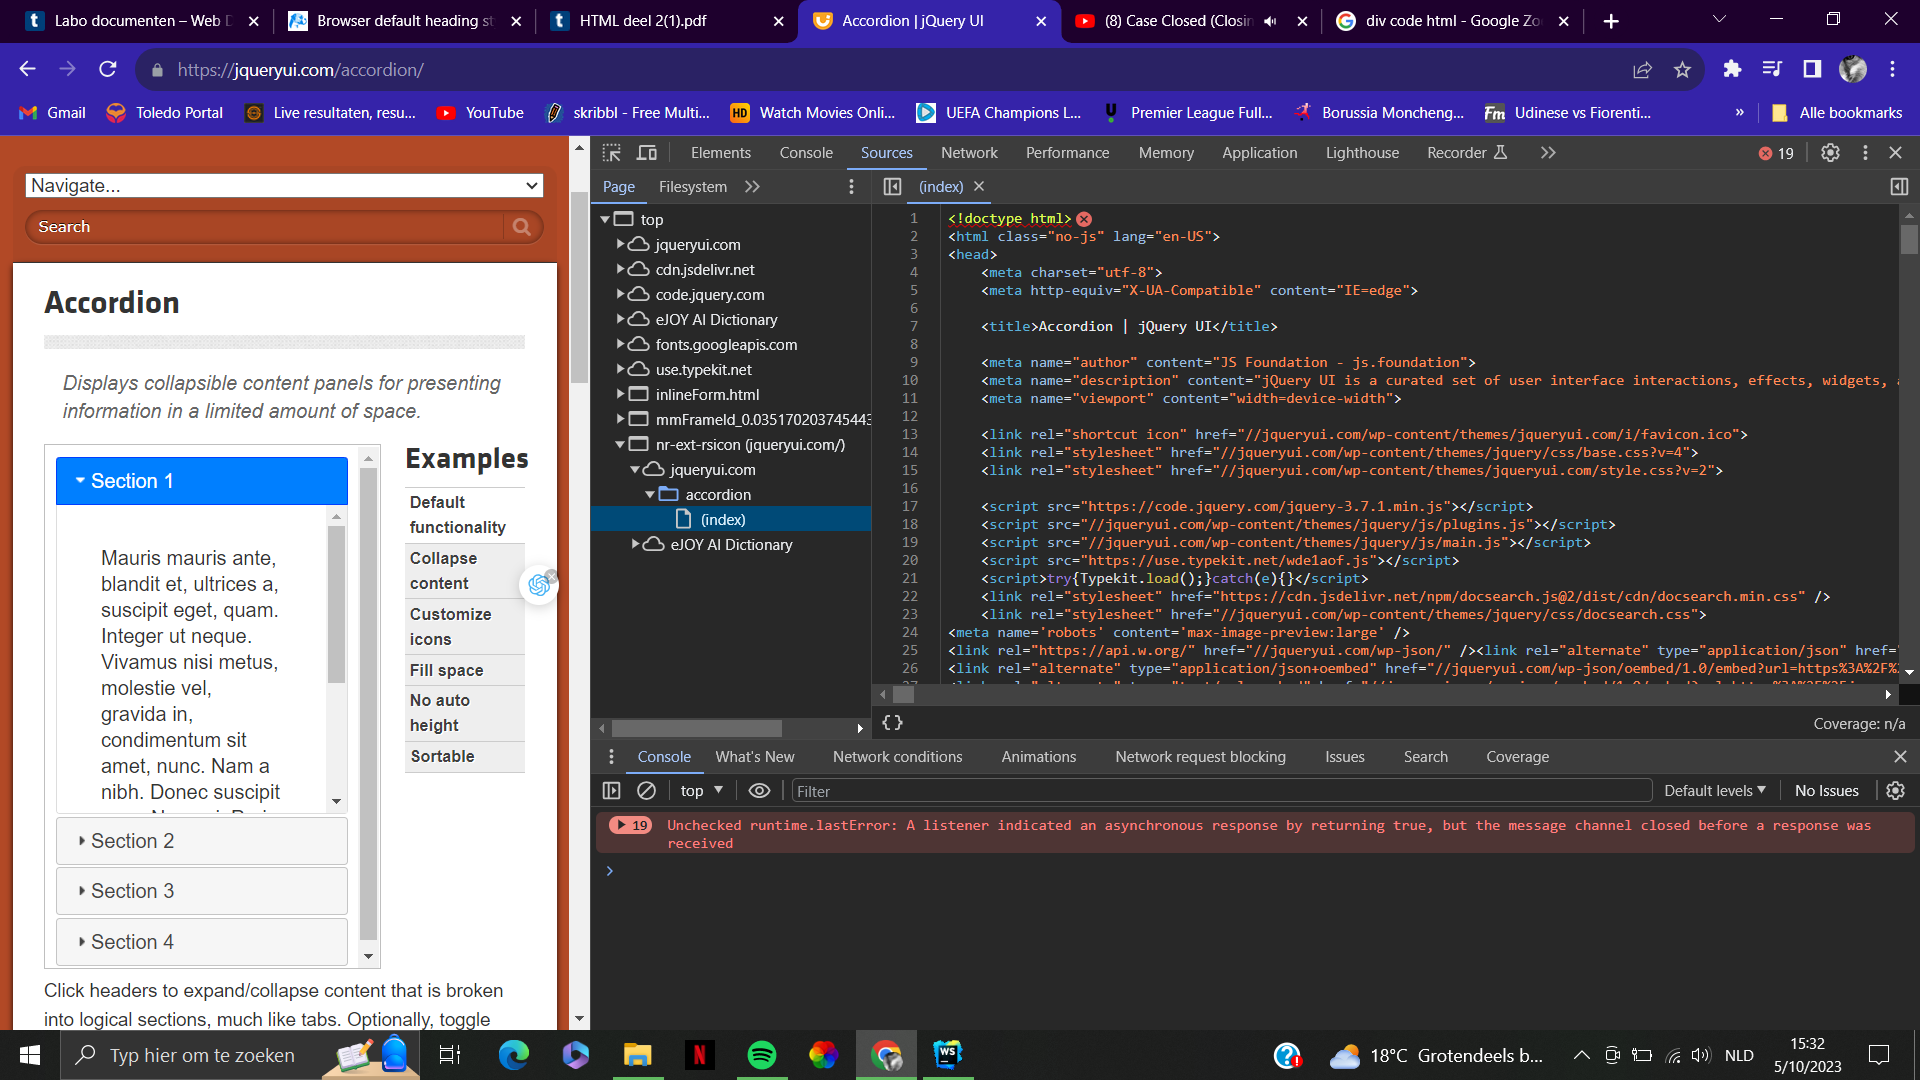 Labo documenten – Web D
Browser default heading st
HTML deel 2(1).pdf
Accordion | jQuery UI
(8) Case Closed (Closin
div code html - Google Zo
https://jqueryui.com/accordion/
Gmail
Toledo Portal
Live resultaten, resu...
YouTube
skribbl - Free Multi...
HD
Watch Movies Onli...
UEFA Champions L...
Premier League Full...
Borussia Moncheng...
Fm
Udinese vs Fiorenti...
»
Alle bookmarks
Navigate...
Search
Accordion
Displays collapsible content panels for presenting
information in a limited amount of space.
Section 1
Mauris mauris ante,
blandit et, ultrices a,
suscipit eget, quam.
Integer ut neque.
Vivamus nisi metus,
molestie vel,
gravida in,
condimentum sit
amet, nunc. Nam a
nibh. Donec suscipit
Section 2
Section 3
Section 4
Examples
Default
functionality
Collapse
content
Customize
icons
Fill space
No auto
height
Sortable
Click headers to expand/collapse content that is broken
into logical sections, much like tabs. Optionally, toggle
Elements
Console
Sources
Network
Performance
Memory
Application
Lighthouse
Recorder
19
Page
Filesystem
(index)
top
jqueryui.com
cdn.jsdelivr.net
code.jquery.com
eJOY AI Dictionary
fonts.googleapis.com
use.typekit.net
inlineForm.html
mmFrameId_0.035170203745443
nr-ext-rsicon (jqueryui.com/)
jqueryui.com
accordion
(index)
eJOY AI Dictionary
1 <!doctype html>
2 <html class="no-js" lang="en-US">
3 <head>
4 <meta charset="utf-8">
5 <meta http-equiv="X-UA-Compatible" content="IE=edge">
6
7 <title>Accordion | jQuery UI</title>
8
9 <meta name="author" content="JS Foundation - js.foundation">
10 <meta name="description" content="jQuery UI is a curated set of user interface interactions, effects, widgets, a
11 <meta name="viewport" content="width=device-width">
12
13 <link rel="shortcut icon" href="//jqueryui.com/wp-content/themes/jqueryui.com/i/favicon.ico">
14 <link rel="stylesheet" href="//jqueryui.com/wp-content/themes/jquery/css/base.css?v=4">
15 <link rel="stylesheet" href="//jqueryui.com/wp-content/themes/jqueryui.com/style.css?v=2">
16
17 <script src="https://code.jquery.com/jquery-3.7.1.min.js"></script>
18 <script src="//jqueryui.com/wp-content/themes/jquery/js/plugins.js"></script>
19 <script src="//jqueryui.com/wp-content/themes/jquery/js/main.js"></script>
20 <script src="https://use.typekit.net/wde1aof.js"></script>
21 <script>try{Typekit.load();}catch(e){}</script>
22 <link rel="stylesheet" href="https://cdn.jsdelivr.net/npm/docsearch.js@2/dist/cdn/docsearch.min.css" />
23 <link rel="stylesheet" href="//jqueryui.com/wp-content/themes/jquery/css/docsearch.css">
24 <meta name='robots' content='max-image-preview:large' />
25 <link rel="https://api.w.org/" href="//jqueryui.com/wp-json/" /><link rel="alternate" type="application/json" href="
26 <link rel="alternate" type="application/json+oembed" href="//jqueryui.com/wp-json/oembed/1.0/embed?url=https%3A%2F%2
{}
Coverage: n/a
Console
What's New
Network conditions
Animations
Network request blocking
Issues
Search
Coverage
top
Filter
Default levels
No Issues
19
Unchecked runtime.lastError: A listener indicated an asynchronous response by returning true, but the message channel closed before a response was
received
Typ hier om te zoeken
N
WS
18°C Grotendeels b...
NLD
15:32
5/10/2023